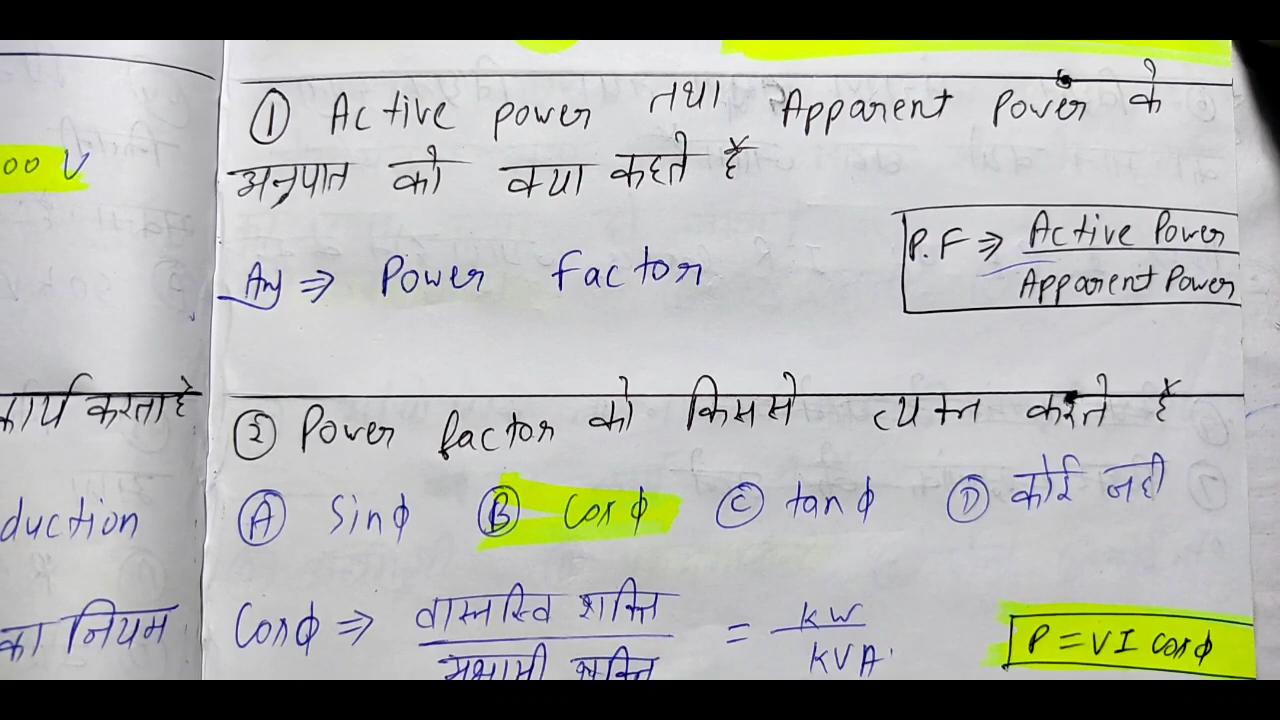 00 V
कार्य करता है
duction
का नियम
① Active power तथा Apparent Power के
अनुपात को क्या कहते हैं
Ans ⇒ Power factor
P.F ⇒ Active Power
Apparent Power
② Power factor को किससे व्यक्त करते हैं
Ⓐ sinϕ Ⓑ cosϕ Ⓒ tanϕ Ⓓ कोई नही
Cosϕ ⇒ वास्तविक शक्ति = KW
शक्ति KVA
P = VI cosϕ